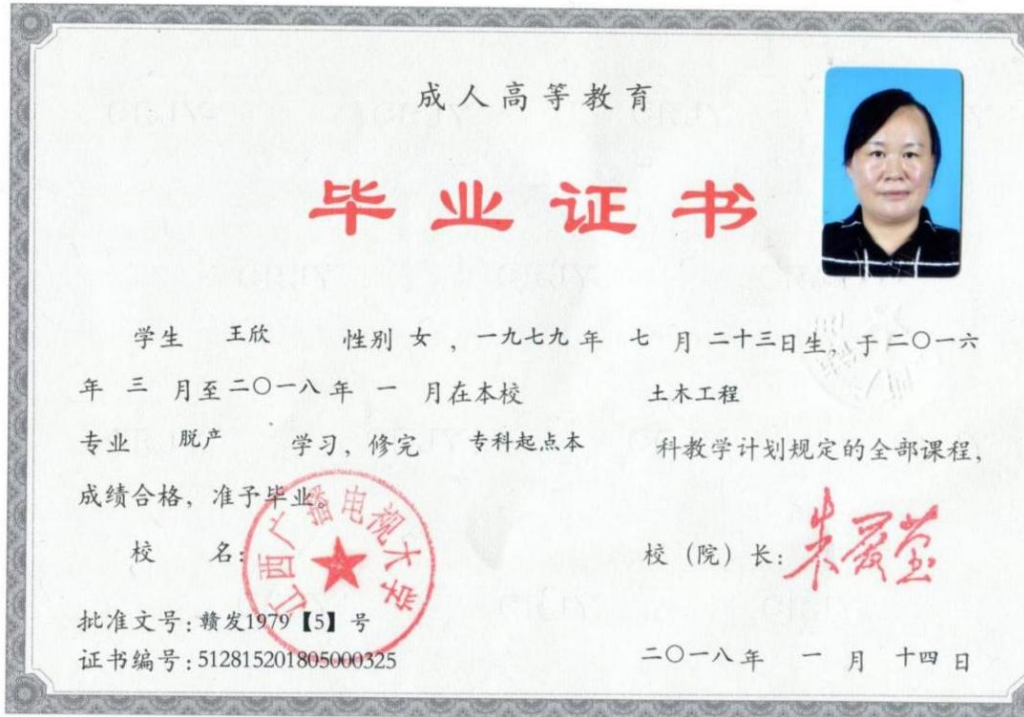 成人高等教育
毕业证书
学生 王欣 性别 女 ，一九七九 年 七 月 二十三日生，于二〇一六
年 三 月至二〇一八年 一 月在本校 土木工程
专业 脱产 学习，修完 专科起点本 科教学计划规定的全部课程，
成绩合格，准予毕业。
江西广播电视大学
校 名： 校（院）长：
批准文号：赣发1979【5】号
证书编号：512815201805000325 二〇一八年 一 月 十四日